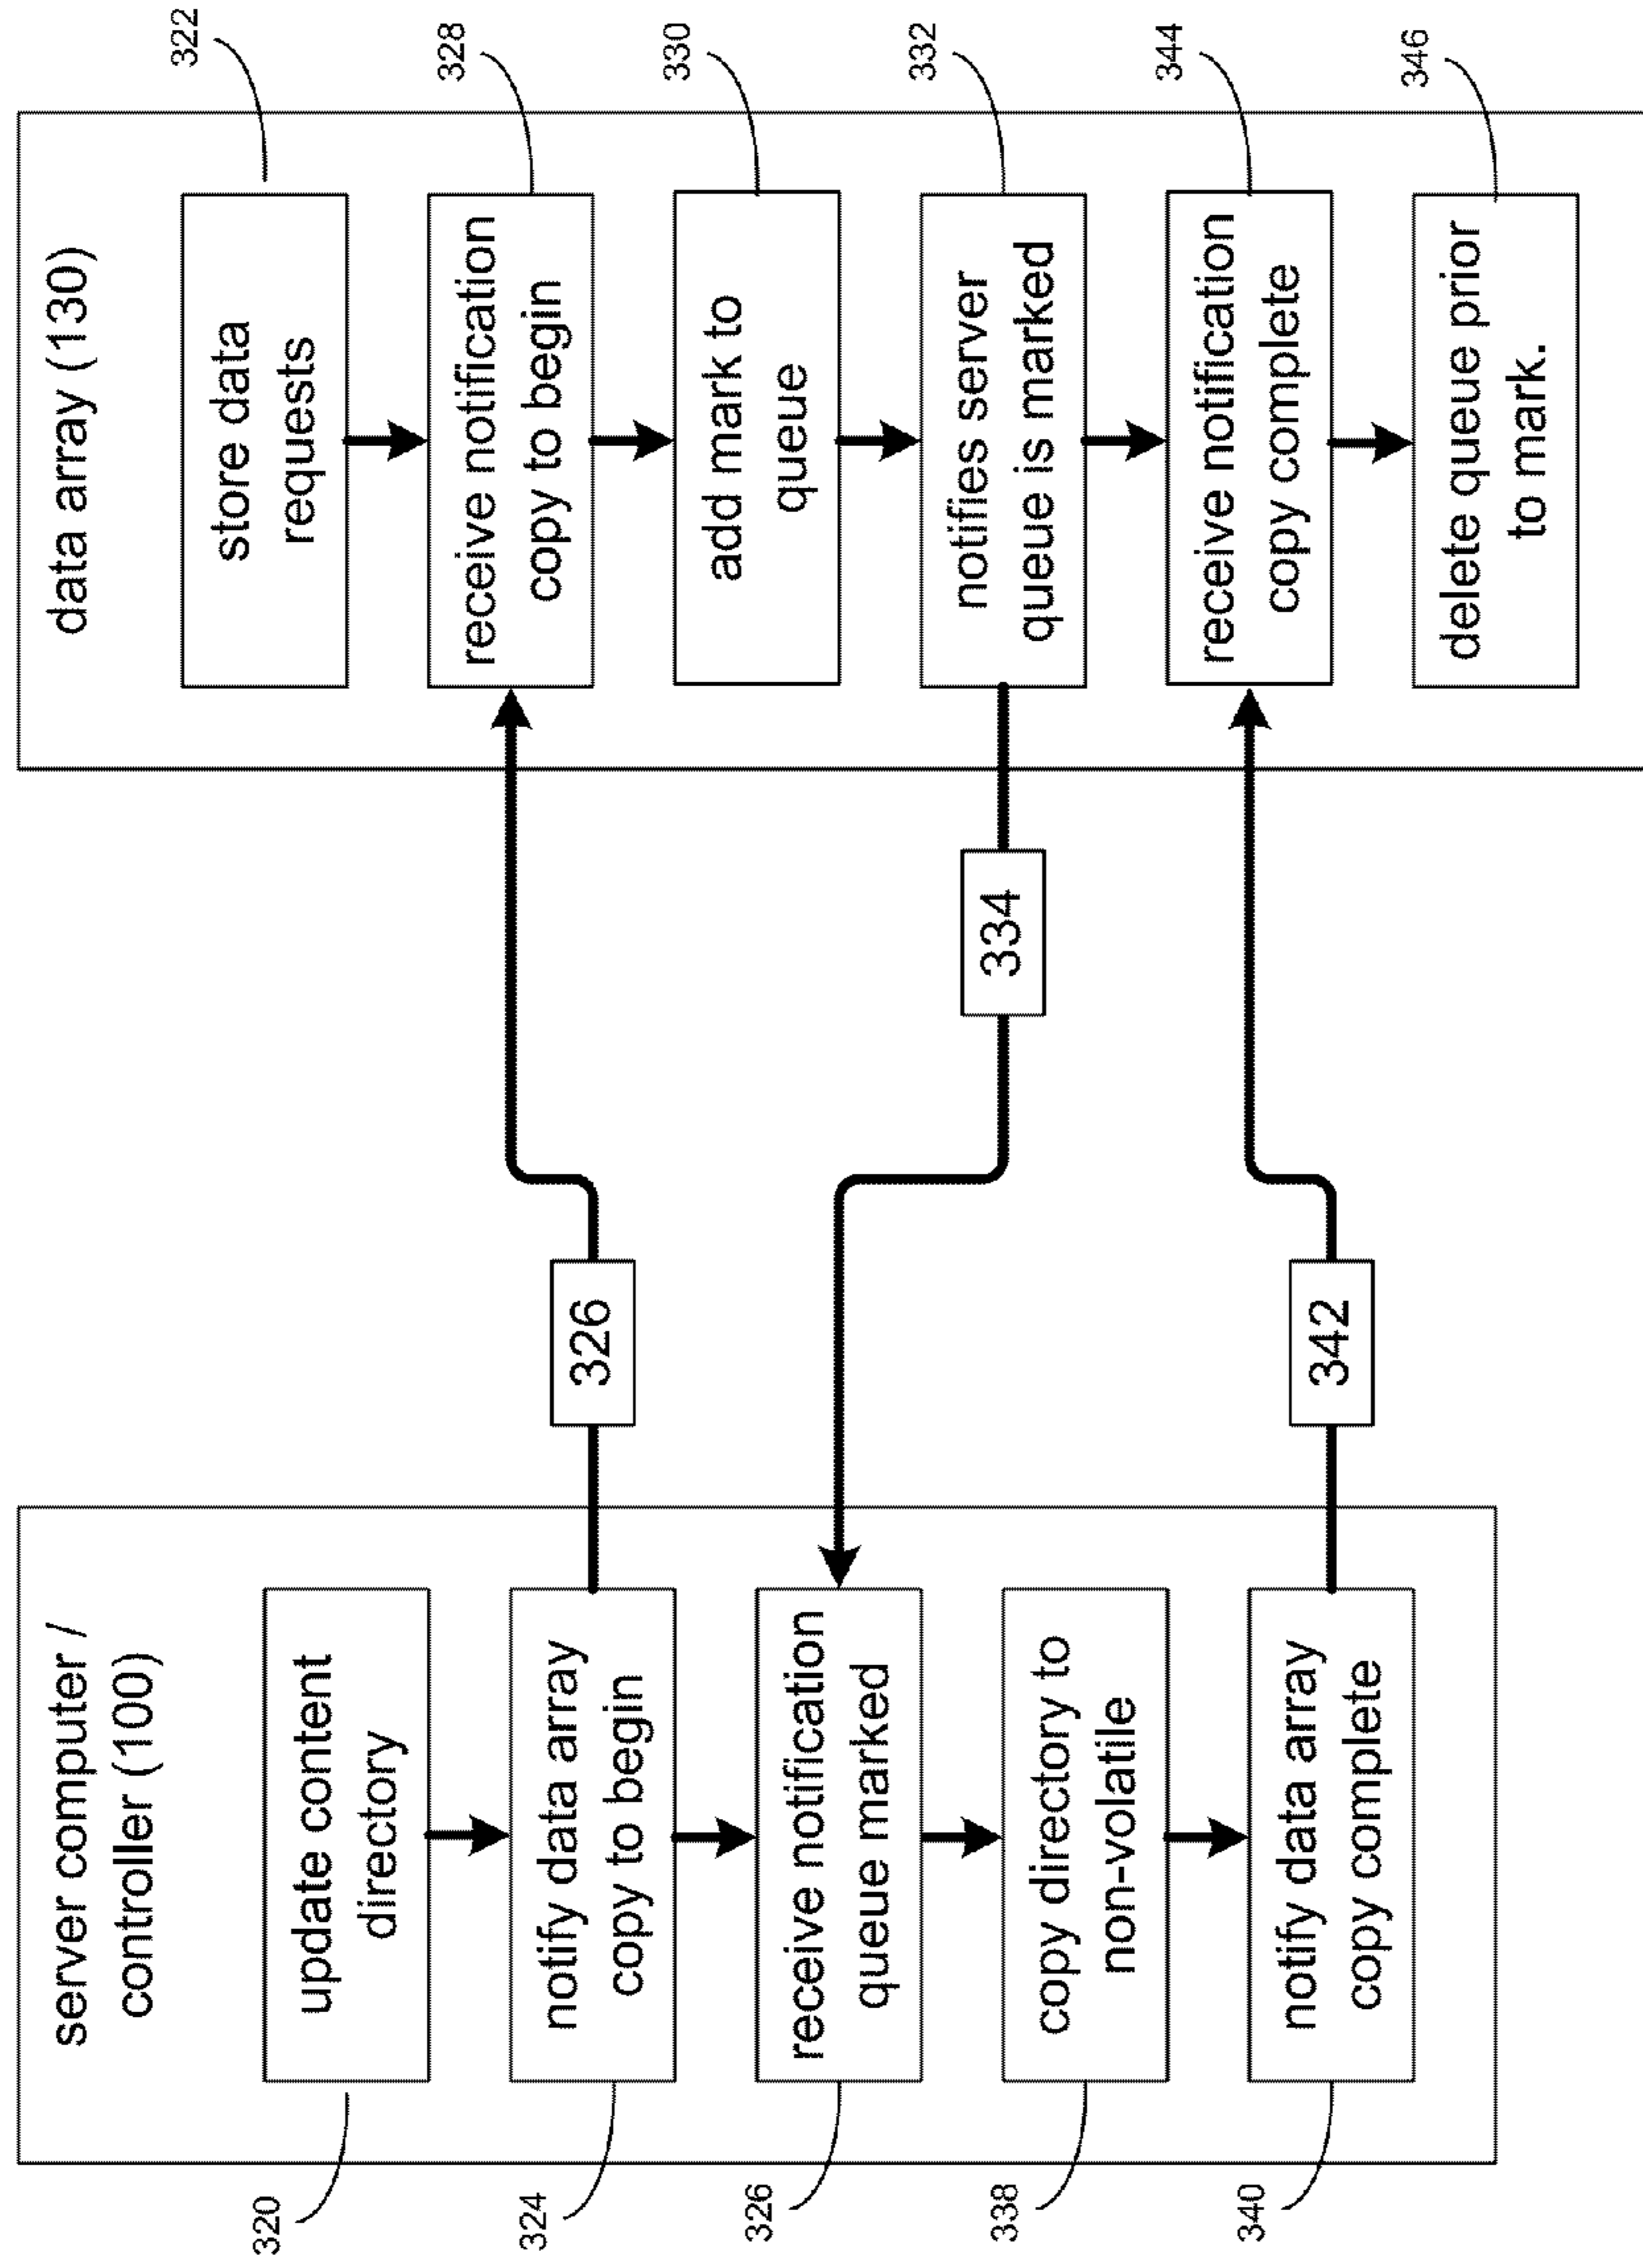 server computer /
controller (100)
320
update content
directory
324
notify data array
copy to begin
326
receive notification
queue marked
338
copy directory to
non-volatile
340
notify data array
copy complete
326
334
342
data array (130)
322
store data
requests
328
receive notification
copy to begin
330
add mark to
queue
332
notifies server
queue is marked
344
receive notification
copy complete
346
delete queue prior
to mark.